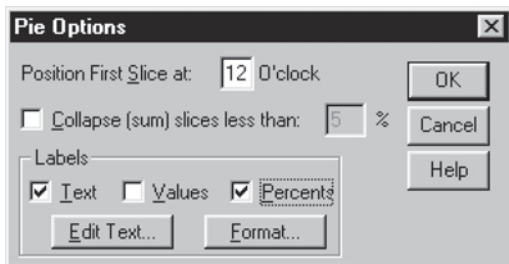 Pie Options
Position First Slice at: 12 O'clock
OK
Collapse (sum) slices less than: 5 %
Cancel
Labels
Help
Text Values Percents
Edit Text... Format...